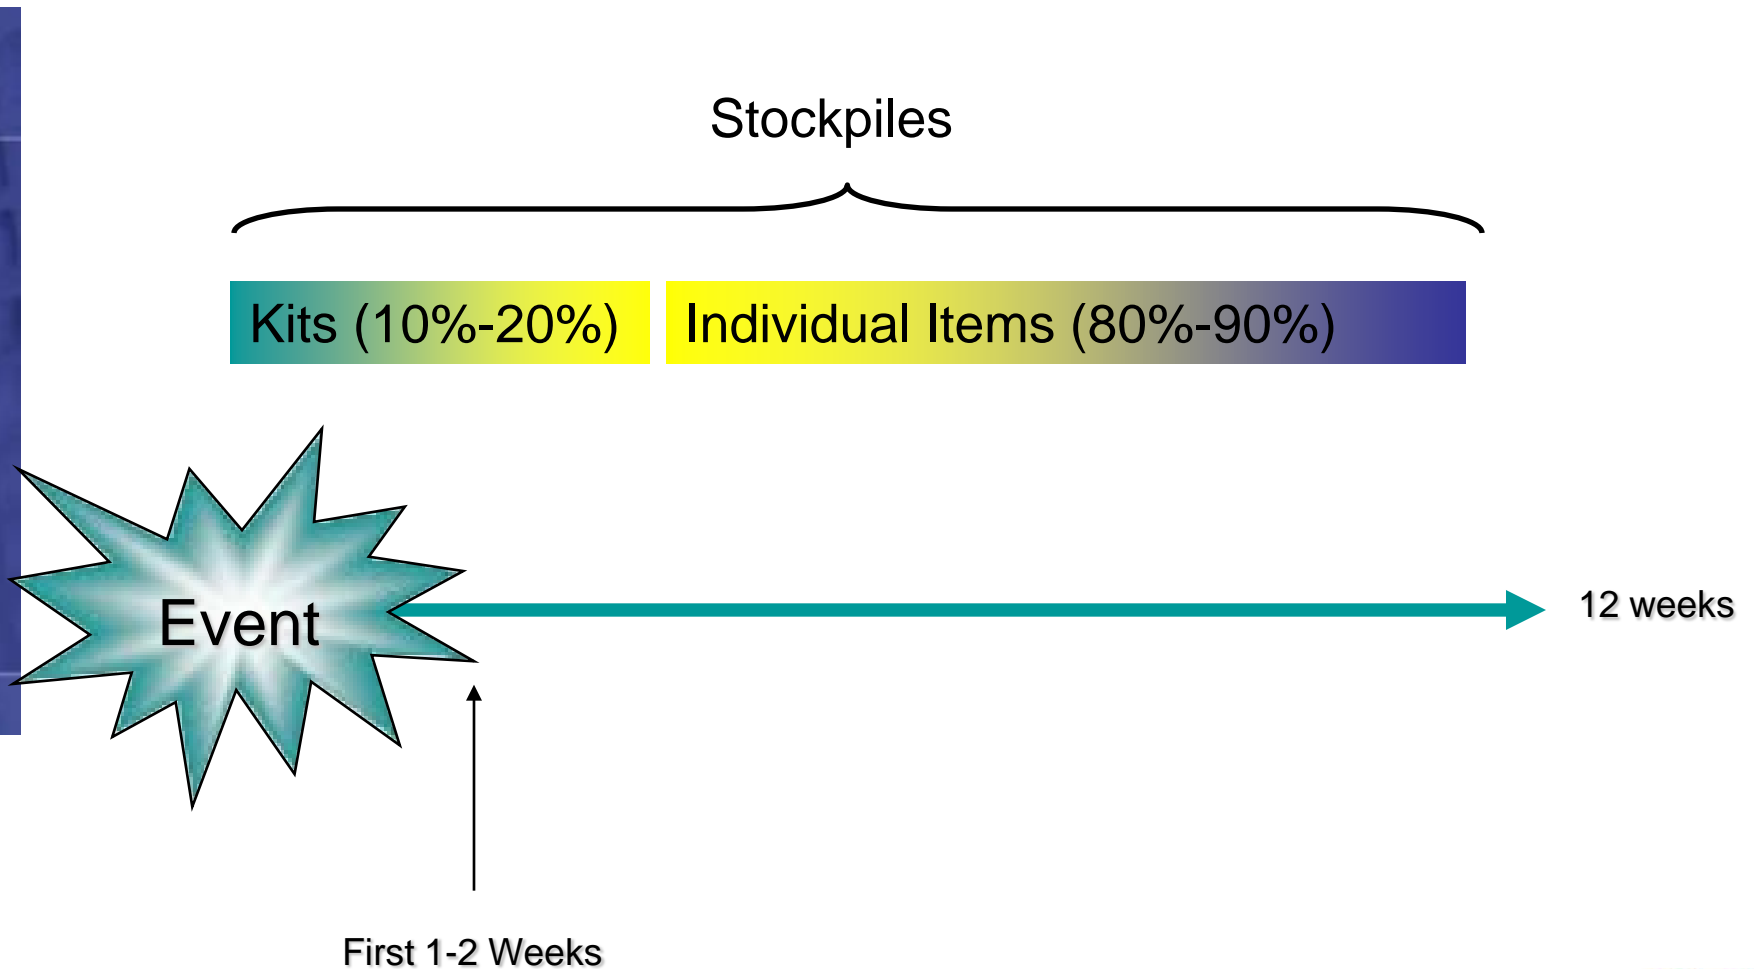 Stockpiles
Kits (10%-20%)
Individual Items (80%-90%)
Event
12 weeks
First 1-2 Weeks